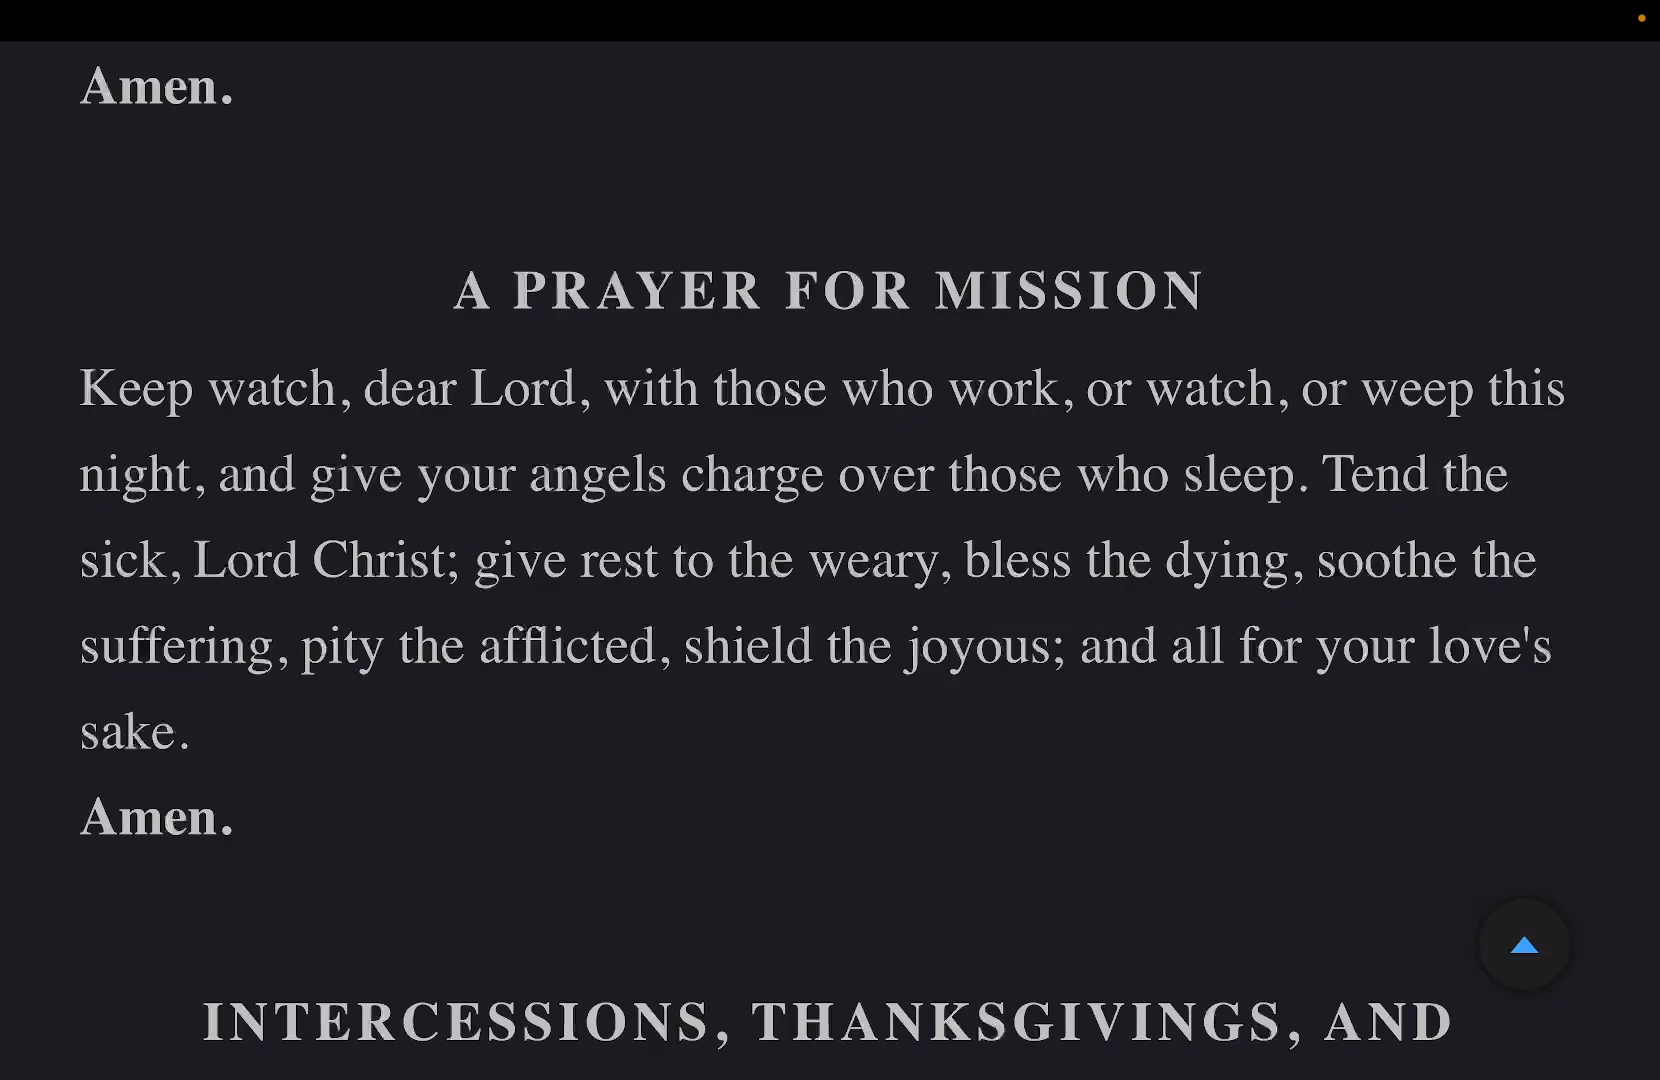 Amen.
A PRAYER FOR MISSION
Keep watch, dear Lord, with those who work, or watch, or weep this
night, and give your angels charge over those who sleep. Tend the
sick, Lord Christ; give rest to the weary, bless the dying, soothe the
suffering, pity the afflicted, shield the joyous; and all for your love's
sake.
Amen.
INTERCESSIONS, THANKSGIVINGS, AND